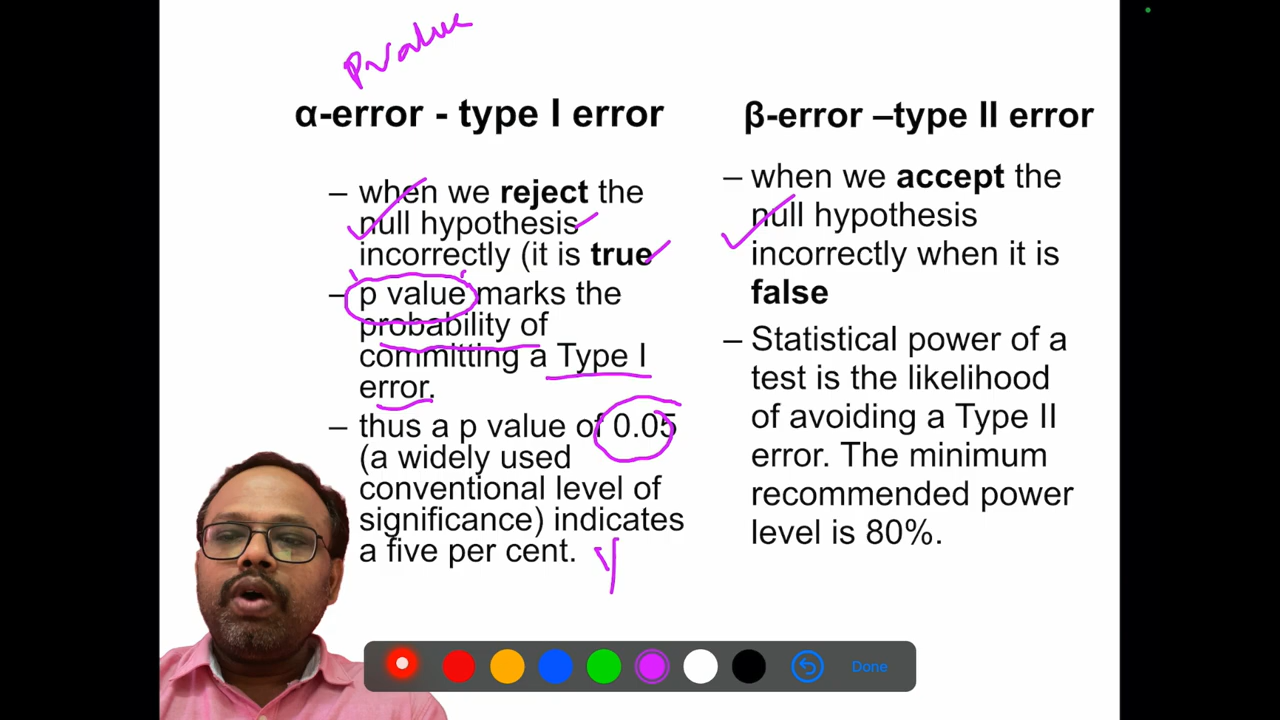 p value
α-error - type I error
– when we reject the
null hypothesis
incorrectly (it is true
– p value marks the
probability of
committing a Type I
error.
– thus a p value of 0.05
(a widely used
conventional level of
significance) indicates
a five per cent.
β-error –type II error
– when we accept the
null hypothesis
incorrectly when it is
false
– Statistical power of a
test is the likelihood
of avoiding a Type II
error. The minimum
recommended power
level is 80%.
Done